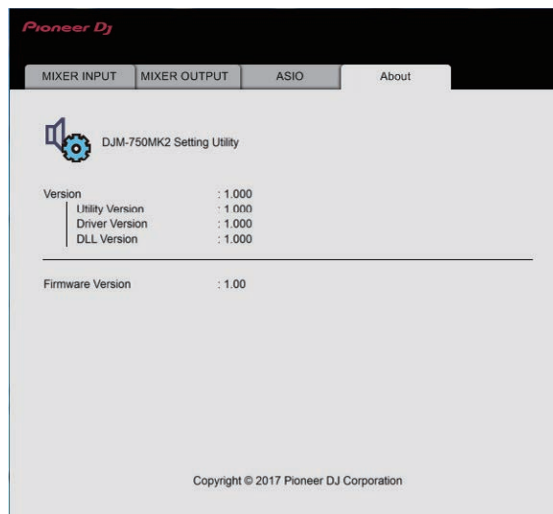 Pioneer Dj
MIXER INPUT MIXER OUTPUT ASIO About
DJM-750MK2 Setting Utility
Version : 1.000
Utility Version : 1.000
Driver Version : 1.000
DLL Version : 1.000
Firmware Version : 1.00
Copyright © 2017 Pioneer DJ Corporation